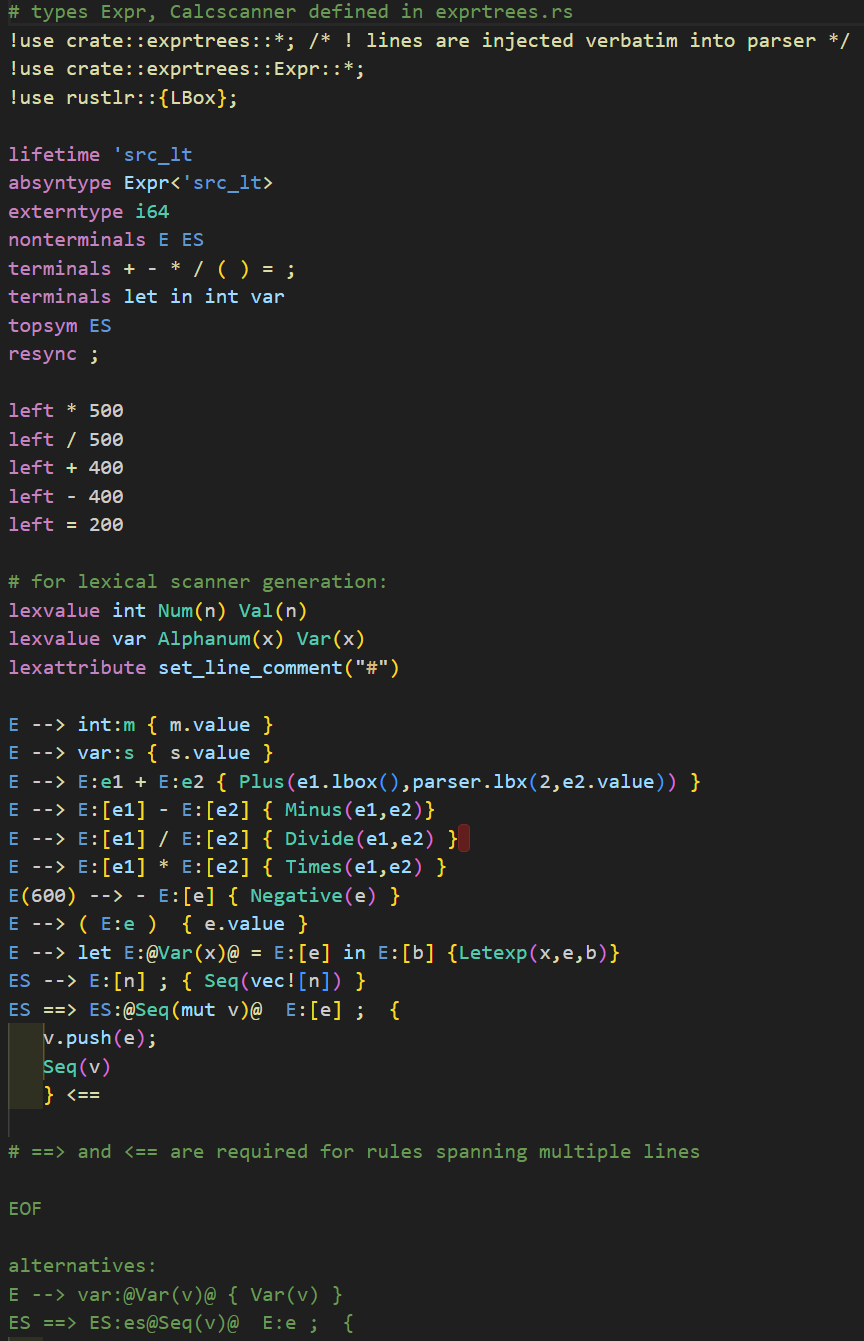 # types Expr, Calcscanner defined in exprtrees.rs
!use crate::exprtrees::*; /* ! lines are injected verbatim into parser */
!use crate::exprtrees::Expr::*;
!use rustlr::{LBox};
lifetime 'src_lt
absyntype Expr<'src_lt>
externtype i64
nonterminals E ES
terminals + - * / ( ) = ;
terminals let in int var
topsym ES
resync ;
left * 500
left / 500
left + 400
left - 400
left = 200
# for lexical scanner generation:
lexvalue int Num(n) Val(n)
lexvalue var Alphanum(x) Var(x)
lexattribute set_line_comment("#")
E --> int:m { m.value }
E --> var:s { s.value }
E --> E:e1 + E:e2 { Plus(e1.lbox(),parser.lbx(2,e2.value)) }
E --> E:[e1] - E:[e2] { Minus(e1,e2)}
E --> E:[e1] / E:[e2] { Divide(e1,e2) }
E --> E:[e1] * E:[e2] { Times(e1,e2) }
E(600) --> - E:[e] { Negative(e) }
E --> ( E:e )  { e.value }
E --> let E:@Var(x)@ = E:[e] in E:[b] {Letexp(x,e,b)}
ES --> E:[n] ; { Seq(vec![n]) }
ES ==> ES:@Seq(mut v)@  E:[e] ;  {
   v.push(e);
   Seq(v)
   } <==
# ==> and <== are required for rules spanning multiple lines
EOF
alternatives:
E --> var:@Var(v)@ { Var(v) }
ES ==> ES:es@Seq(v)@  E:e ;  {